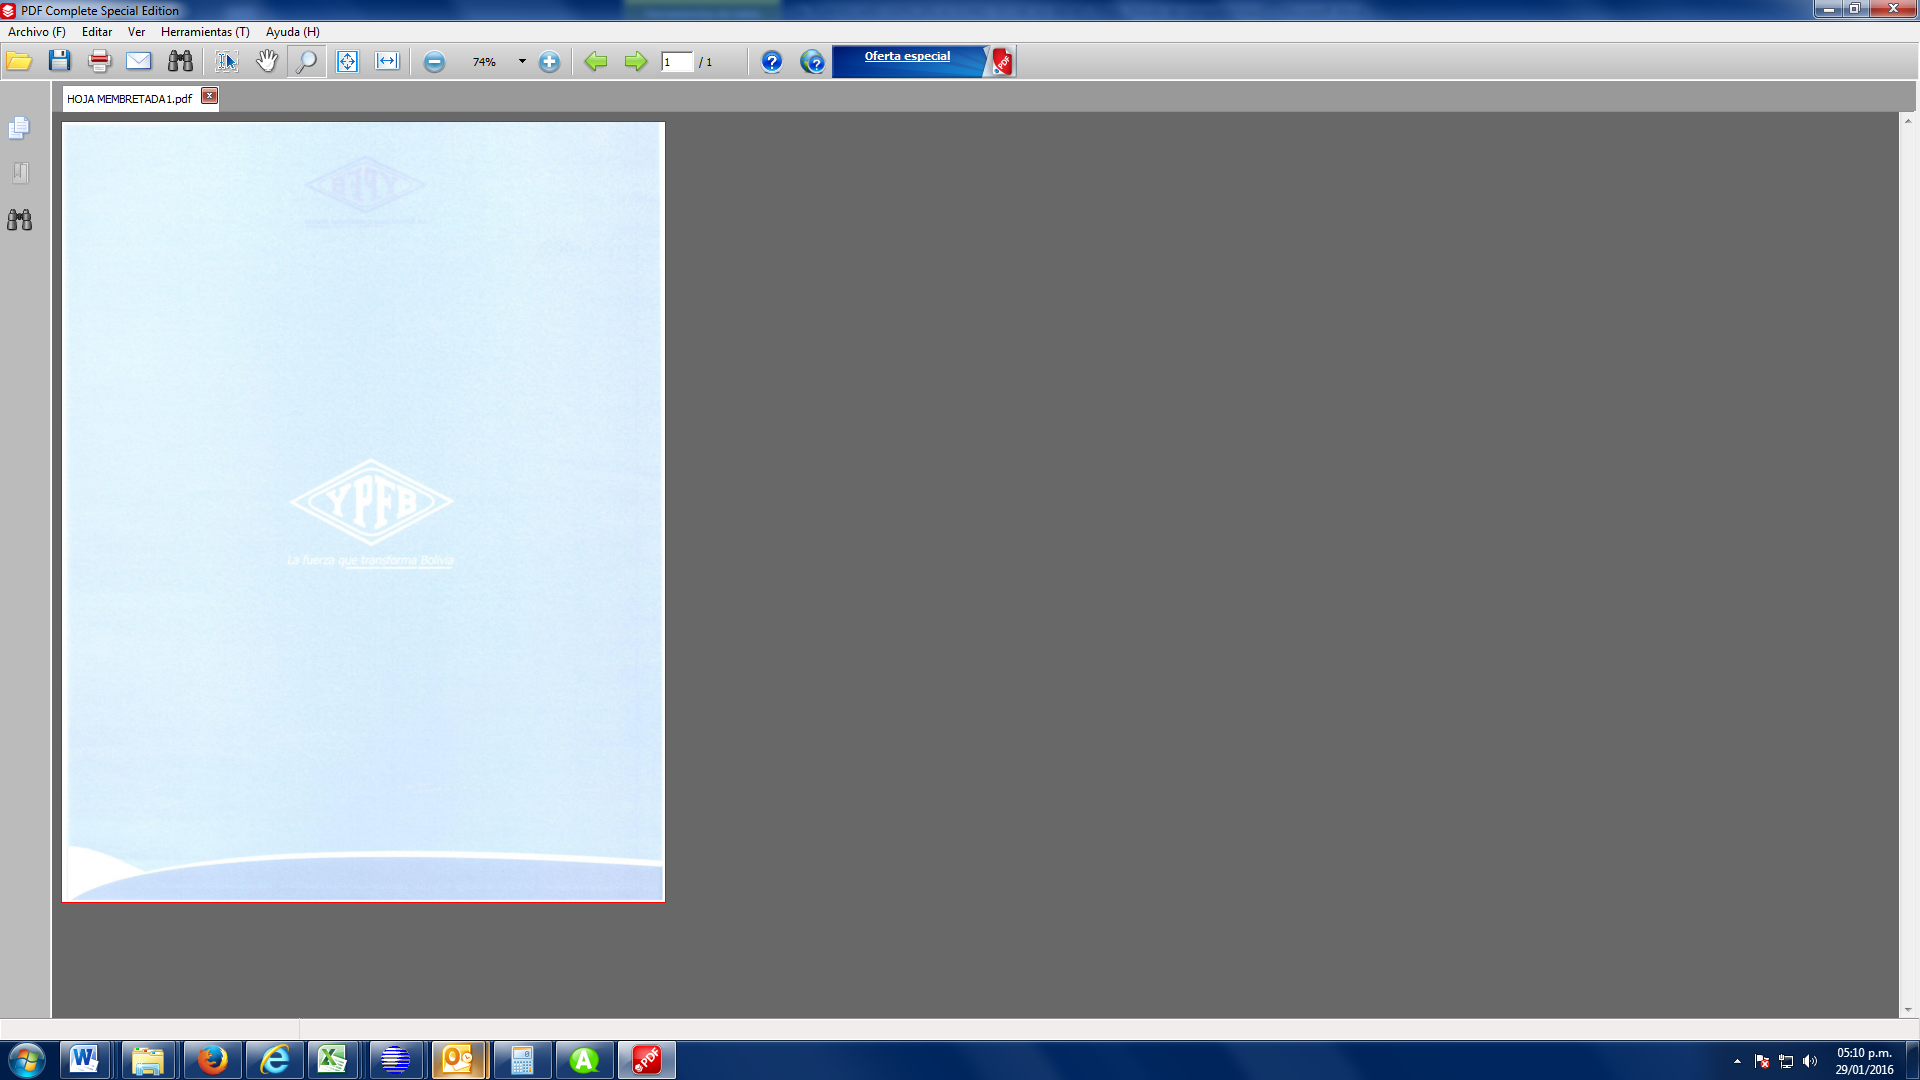 PDF Complete Special Edition
Archivo (F) Editar Ver Herramientas (T) Ayuda (H)
74% 1 / 1 Oferta especial
HOJA MEMBRETADA1.pdf
YPFB
YPFB
La fuerza que transforma Bolivia
05:10 p.m.
29/01/2016